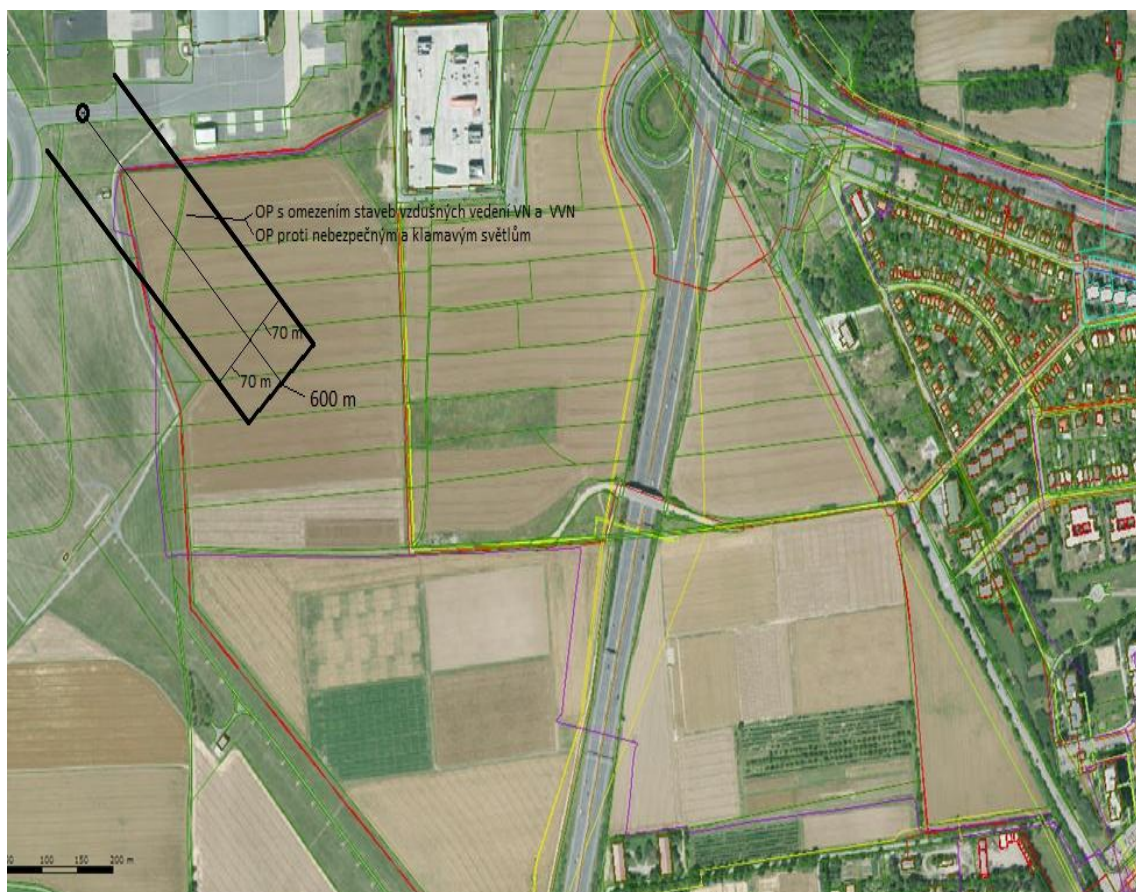 OP s omezením staveb vzdušných vedení VN a VVN
OP proti nebezpečným a klamavým světlům
70 m
70 m
600 m
100 150 200 m